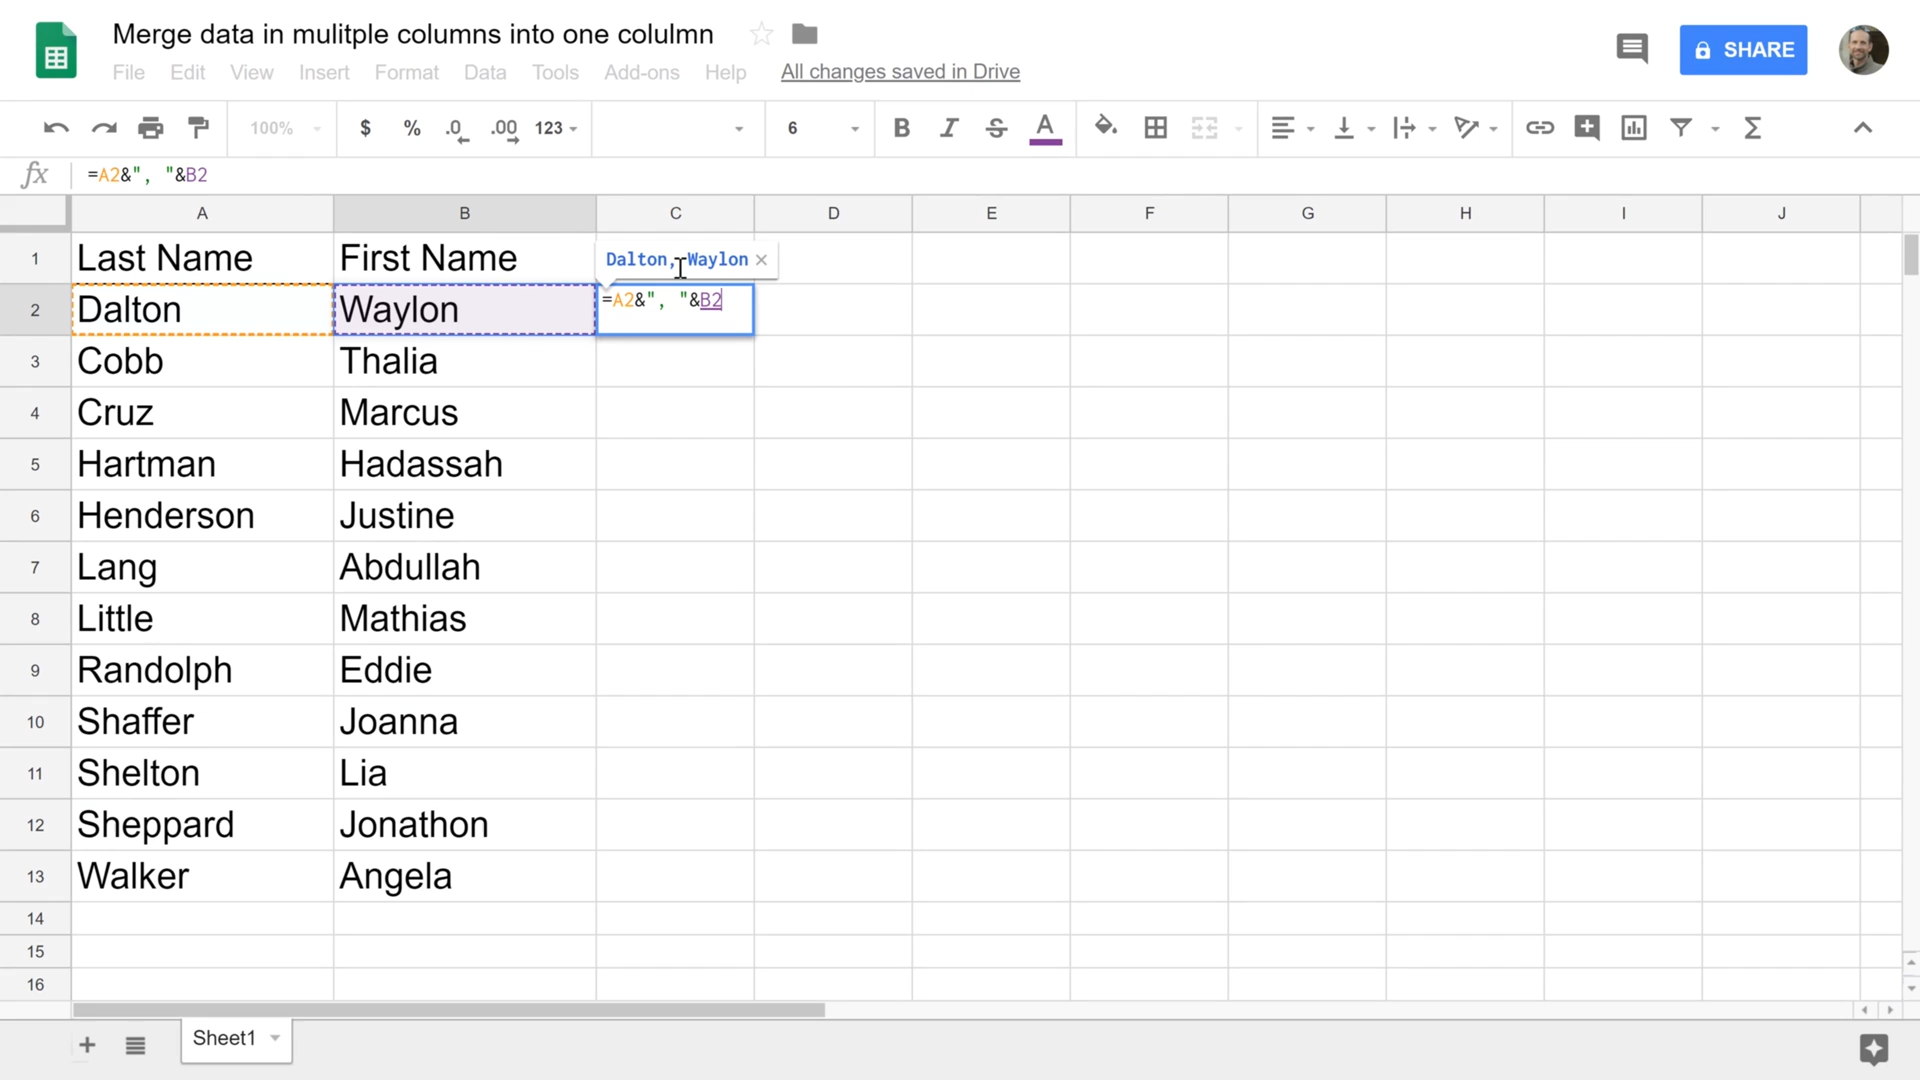 Merge data in mulitple columns into one colulmn
File Edit View Insert Format Data Tools Add-ons Help All changes saved in Drive
SHARE
100% $ % .0 .00 123 6 B I S A Σ
fx =A2&", "&B2
A B C D E F G H I J
1 Last Name First Name Dalton, Waylon ×
2 Dalton Waylon =A2&", "&B2
3 Cobb Thalia
4 Cruz Marcus
5 Hartman Hadassah
6 Henderson Justine
7 Lang Abdullah
8 Little Mathias
9 Randolph Eddie
10 Shaffer Joanna
11 Shelton Lia
12 Sheppard Jonathon
13 Walker Angela
14
15
16
+ Sheet1